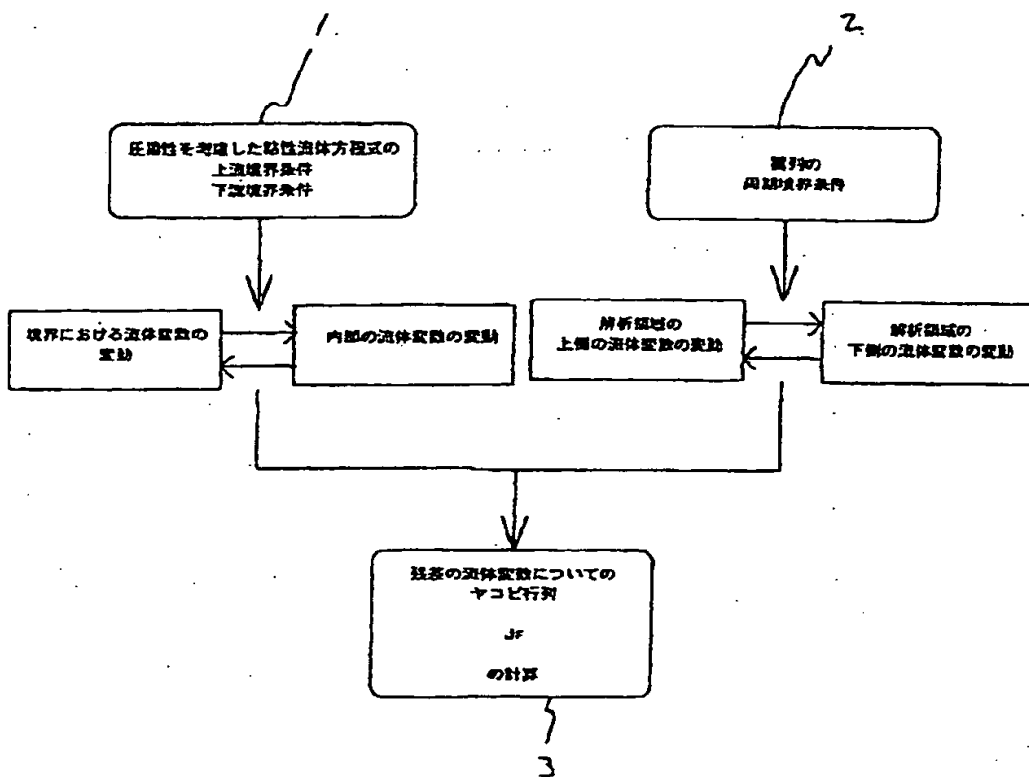 1
2
圧縮性を考慮した粘性流体方程式の
上流境界条件
下流境界条件
翼列の
周期境界条件
境界における流体変数の
変動
内部の流体変数の変動
解析領域の
上側の流体変数の変動
解析領域の
下側の流体変数の変動
残差の流体変数についての
ヤコビ行列
JF
の計算
3